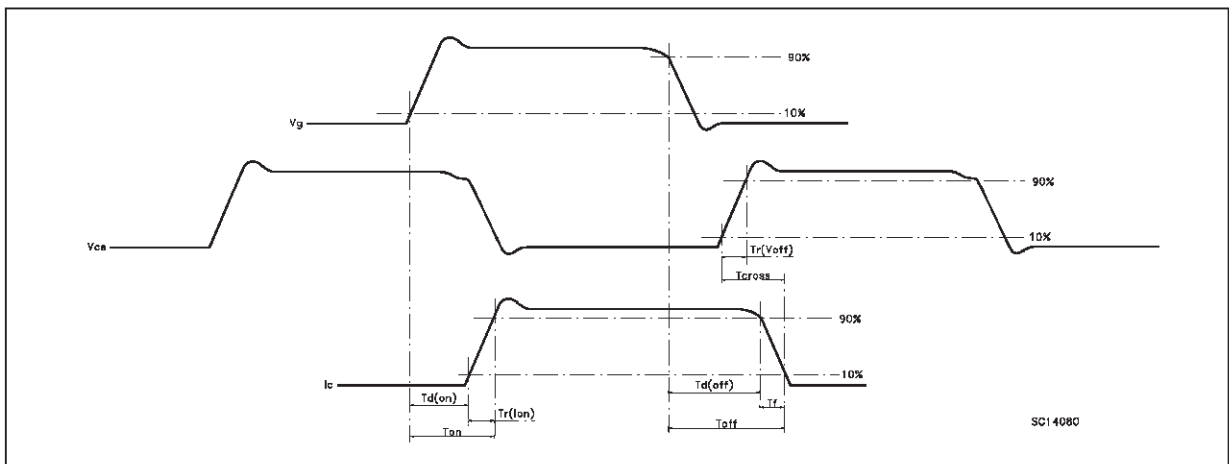 90%
10%
Vg
90%
Vce
10%
Tr(Voff)
Tcross
90%
10%
Ic
Td(on)
Td(off)
Tr(Ion)
Tf
Ton
Toff
SC14080